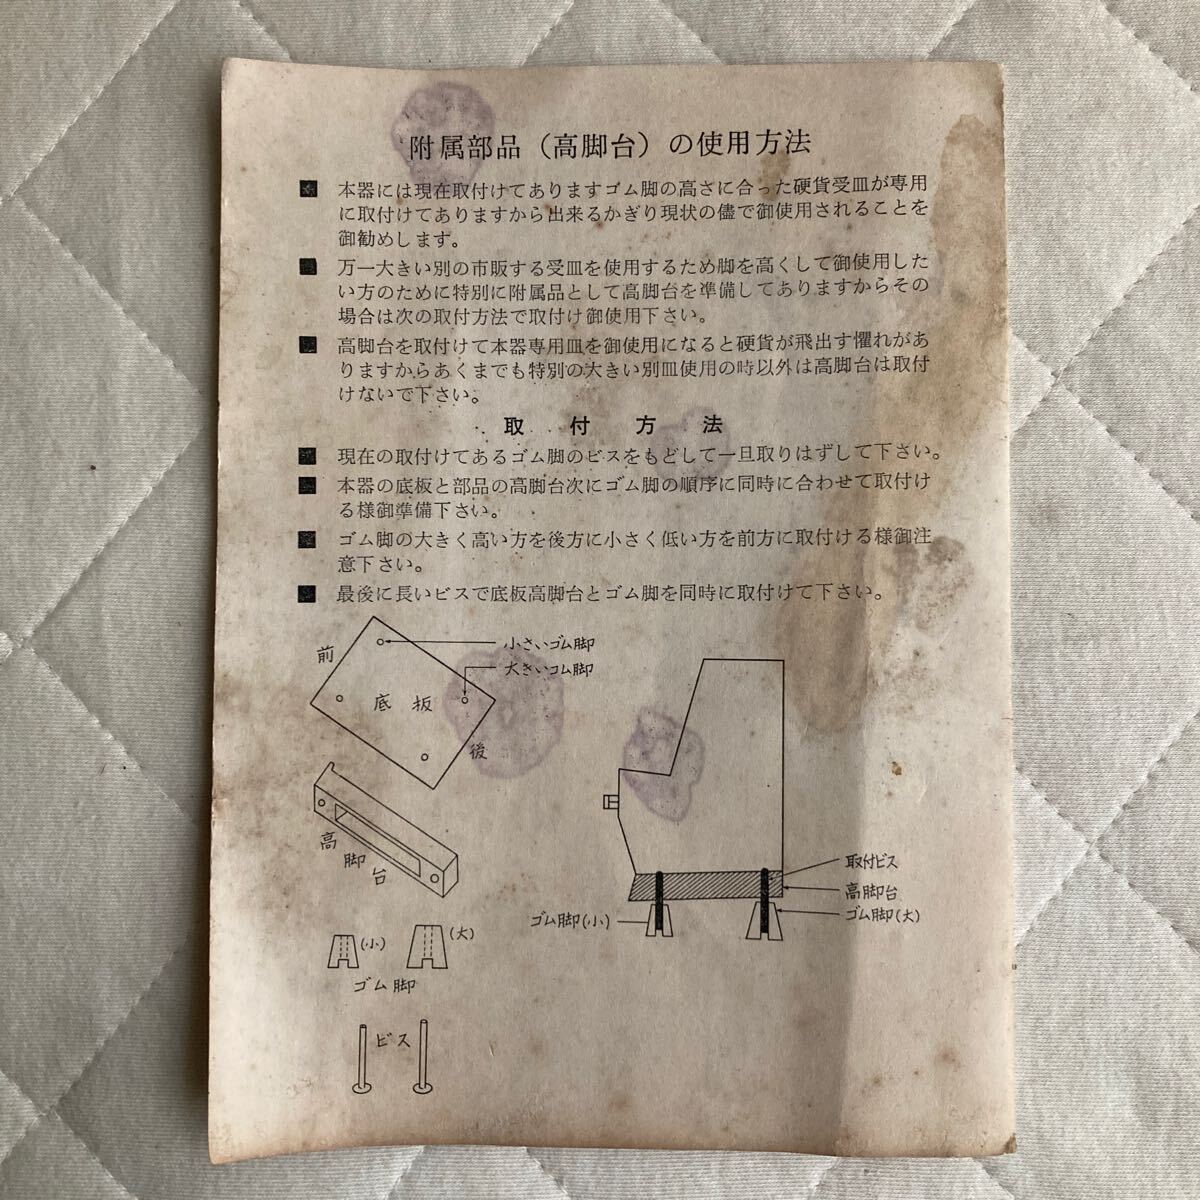 附属部品（高脚台）の使用方法
■ 本器には現在取付けてありますゴム脚の高さに合った硬貨受皿が専用
に取付けてありますから出来るかぎり現状の儘で御使用されることを
御勧めします。
■ 万一大きい別の市販する受皿を使用するため脚を高くして御使用した
い方のために特別に附属品として高脚台を準備してありますからその
場合は次の取付方法で取付け御使用下さい。
■ 高脚台を取付けて本器専用皿を御使用になると硬貨が飛出す懼れがあ
りますからあくまでも特別の大きい別皿使用の時以外は高脚台は取付
けないで下さい。
取付方法
■ 現在の取付けてあるゴム脚のビスをもどして一旦取りはずして下さい。
■ 本器の底板と部品の高脚台次にゴム脚の順序に同時に合わせて取付け
る様御準備下さい。
■ ゴム脚の大きく高い方を後方に小さく低い方を前方に取付ける様御注
意下さい。
■ 最後に長いビスで底板高脚台とゴム脚を同時に取付けて下さい。
前
小さいゴム脚
大きいゴム脚
底板
後
高脚台
取付ビス
高脚台
ゴム脚(小)
ゴム脚(大)
(小)
(大)
ゴム脚
ビス